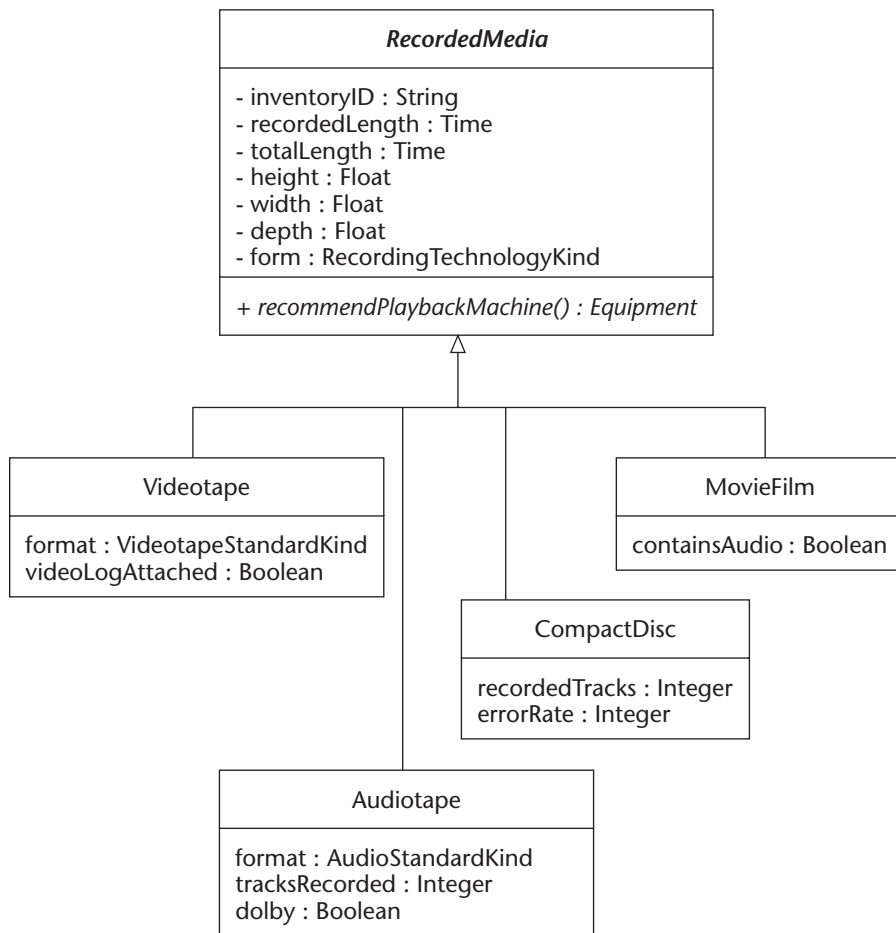 RecordedMedia
- inventoryID : String
- recordedLength : Time
- totalLength : Time
- height : Float
- width : Float
- depth : Float
- form : RecordingTechnologyKind
+ recommendPlaybackMachine() : Equipment
Videotape
format : VideotapeStandardKind
videoLogAttached : Boolean
MovieFilm
containsAudio : Boolean
CompactDisc
recordedTracks : Integer
errorRate : Integer
Audiotape
format : AudioStandardKind
tracksRecorded : Integer
dolby : Boolean